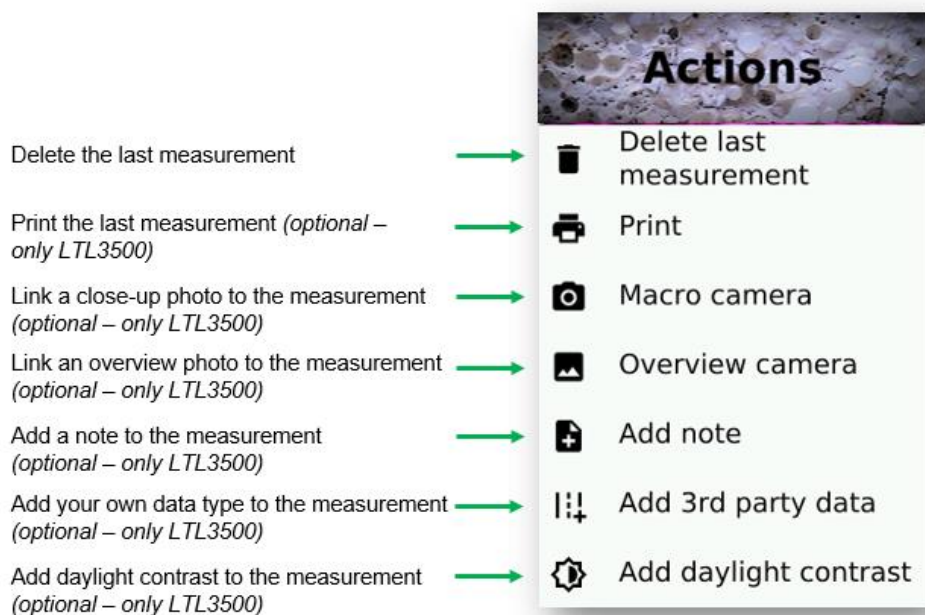 Actions
Delete the last measurement
Delete last
measurement
Print the last measurement (optional –
only LTL3500)
Print
Link a close-up photo to the measurement
(optional – only LTL3500)
Macro camera
Link an overview photo to the measurement
(optional – only LTL3500)
Overview camera
Add a note to the measurement
(optional – only LTL3500)
Add note
Add your own data type to the measurement
(optional – only LTL3500)
Add 3rd party data
Add daylight contrast to the measurement
(optional – only LTL3500)
Add daylight contrast